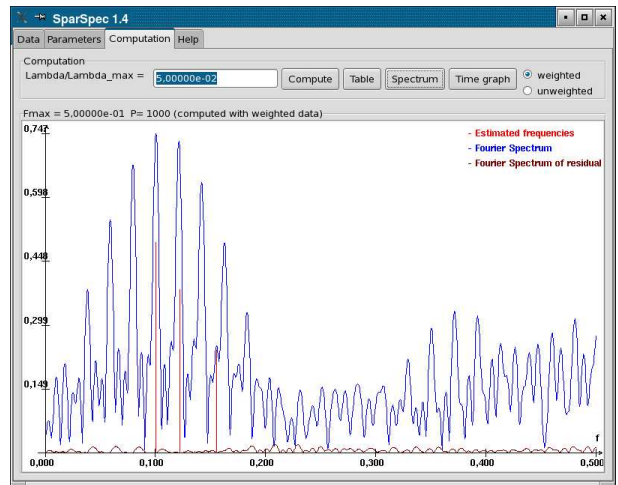 SparSpec 1.4
Data Parameters Computation Help
Computation
Lambda/Lambda_max = 5,00000e-02 Compute Table Spectrum Time graph weighted
unweighted
Fmax = 5,00000e-01 P= 1000 (computed with weighted data)
0,747
- Estimated frequencies
- Fourier Spectrum
- Fourier Spectrum of residual
0,598
0,448
0,299
0,149
f
0,000 0,100 0,200 0,300 0,400 0,500